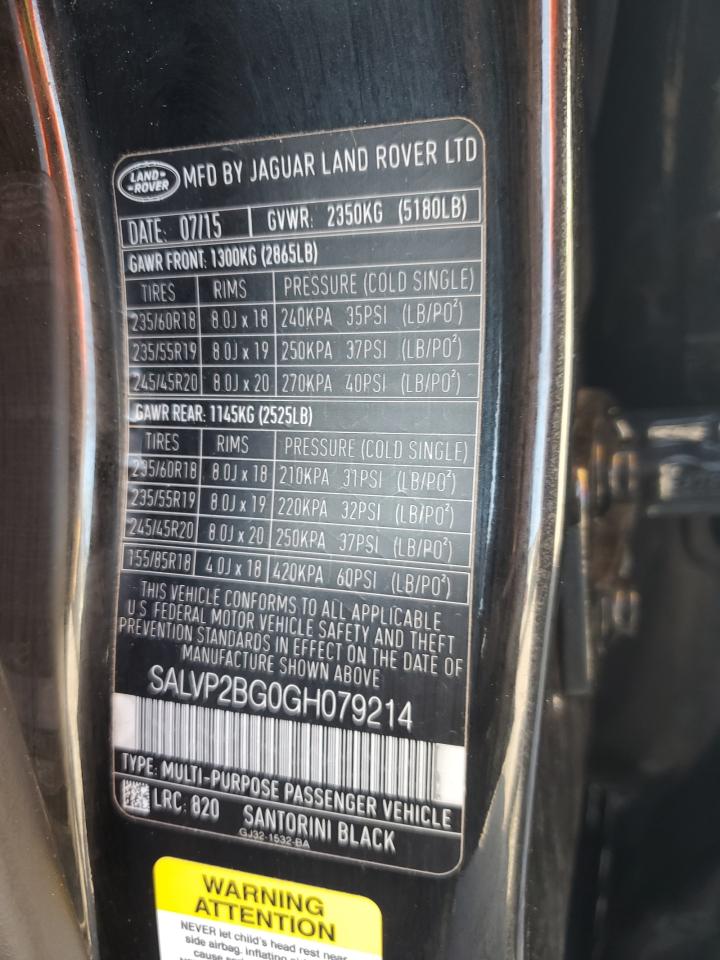 LAND ROVER MFD BY JAGUAR LAND ROVER LTD
DATE: 07/15 GVWR: 2350KG (5180LB)
GAWR FRONT: 1300KG (2865LB)
TIRES RIMS PRESSURE (COLD SINGLE)
235/60R18 8.0J x 18 240KPA 35PSI (LB/PO²)
235/55R19 8.0J x 19 250KPA 37PSI (LB/PO²)
245/45R20 8.0J x 20 270KPA 40PSI (LB/PO²)
GAWR REAR: 1145KG (2525LB)
TIRES RIMS PRESSURE (COLD SINGLE)
235/60R18 8.0J x 18 210KPA 31PSI (LB/PO²)
235/55R19 8.0J x 19 220KPA 32PSI (LB/PO²)
245/45R20 8.0J x 20 250KPA 37PSI (LB/PO²)
155/85R18 4.0J x 18 420KPA 60PSI (LB/PO²)
THIS VEHICLE CONFORMS TO ALL APPLICABLE
U.S FEDERAL MOTOR VEHICLE SAFETY AND THEFT
PREVENTION STANDARDS IN EFFECT ON THE DATE OF
MANUFACTURE SHOWN ABOVE
SALVP2BG0GH079214
TYPE: MULTI-PURPOSE PASSENGER VEHICLE
LRC: 820 SANTORINI BLACK
GJ32-1532-BA
WARNING
ATTENTION
NEVER let child's head rest near
side airbag. inflating
cause